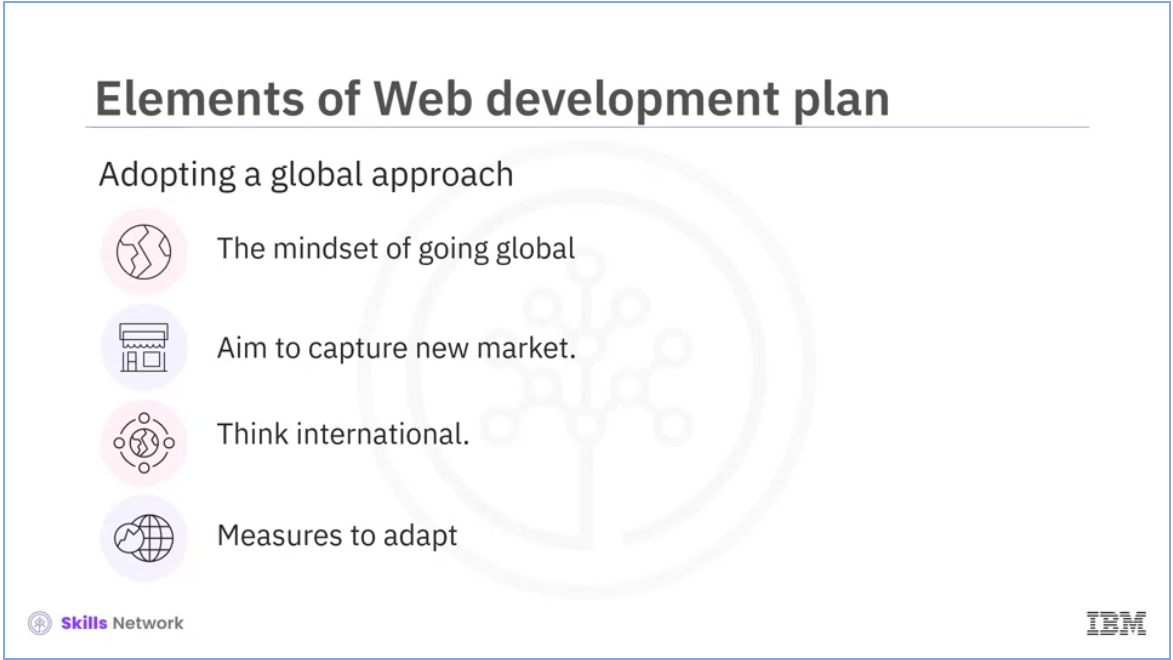 Elements of Web development plan
Adopting a global approach
The mindset of going global
Aim to capture new market.
Think international.
Measures to adapt
Skills Network
IBM